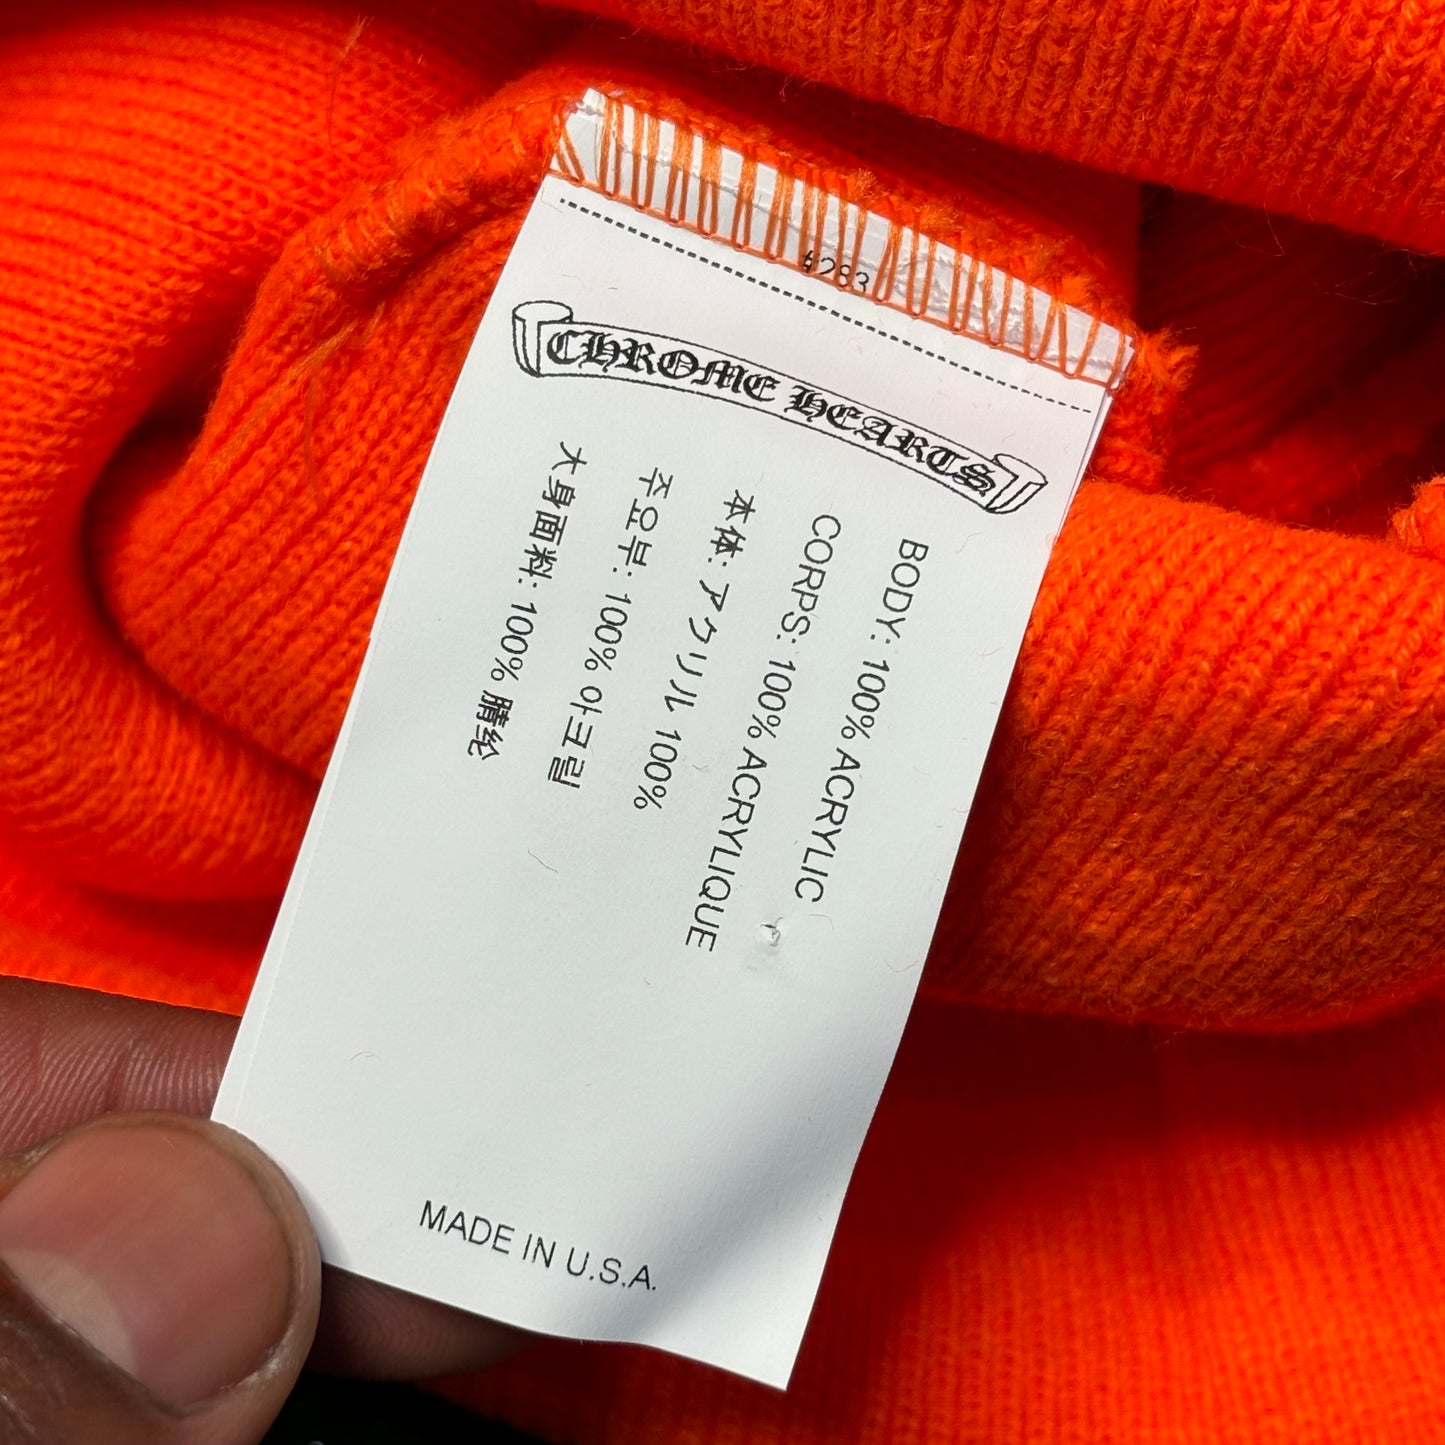 #283
CHROME HEARTS
BODY: 100% ACRYLIC
CORPS: 100% ACRYLIQUE
本体: アクリル 100%
주요부: 100% 아크릴
大身面料: 100% 腈纶
MADE IN U.S.A.